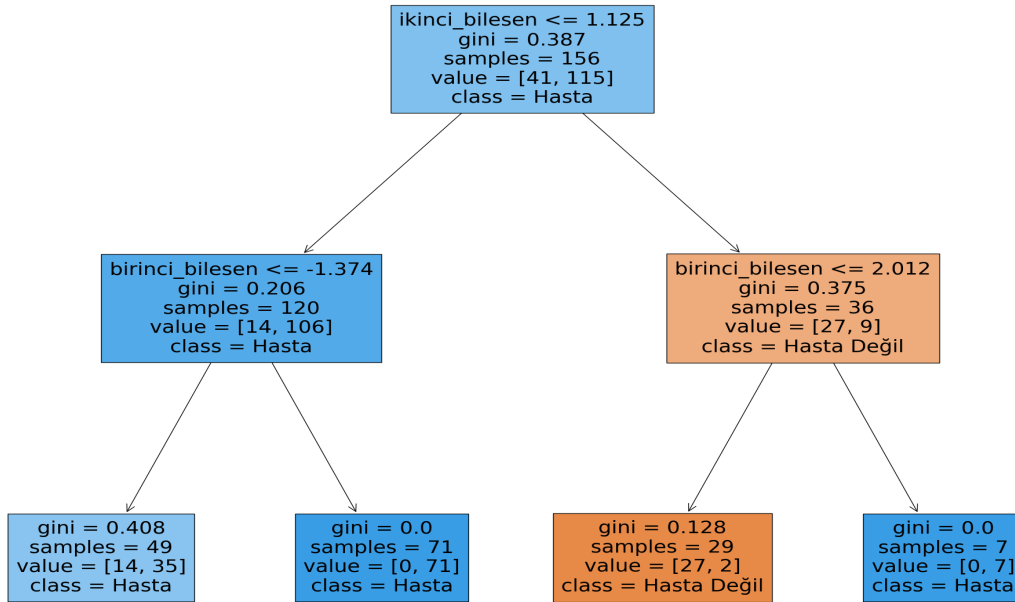 ikinci_bilesen <= 1.125
gini = 0.387
samples = 156
value = [41, 115]
class = Hasta
birinci_bilesen <= -1.374
gini = 0.206
samples = 120
value = [14, 106]
class = Hasta
birinci_bilesen <= 2.012
gini = 0.375
samples = 36
value = [27, 9]
class = Hasta Değil
gini = 0.408
samples = 49
value = [14, 35]
class = Hasta
gini = 0.0
samples = 71
value = [0, 71]
class = Hasta
gini = 0.128
samples = 29
value = [27, 2]
class = Hasta Değil
gini = 0.0
samples = 7
value = [0, 7]
class = Hasta